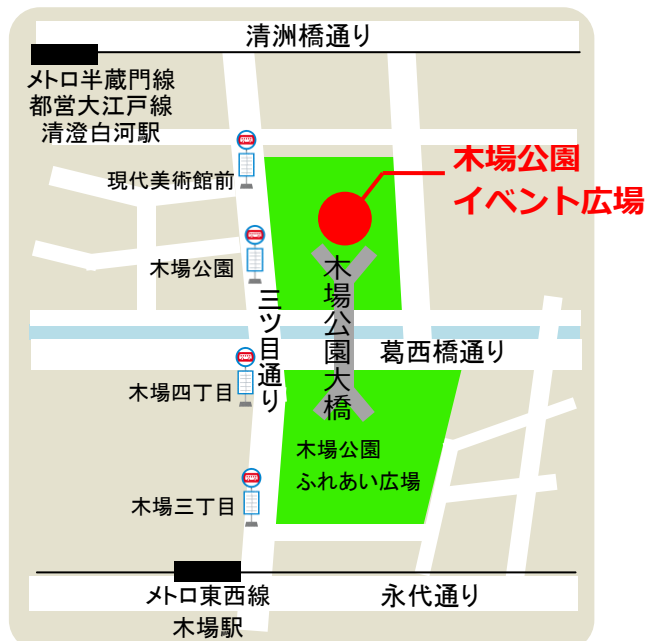 清洲橋通り
メトロ半蔵門線
都営大江戸線
清澄白河駅
木場公園
イベント広場
現代美術館前
木場公園
木場公園大橋
三ツ目通り
葛西橋通り
木場四丁目
木場公園
ふれあい広場
木場三丁目
メトロ東西線
木場駅
永代通り